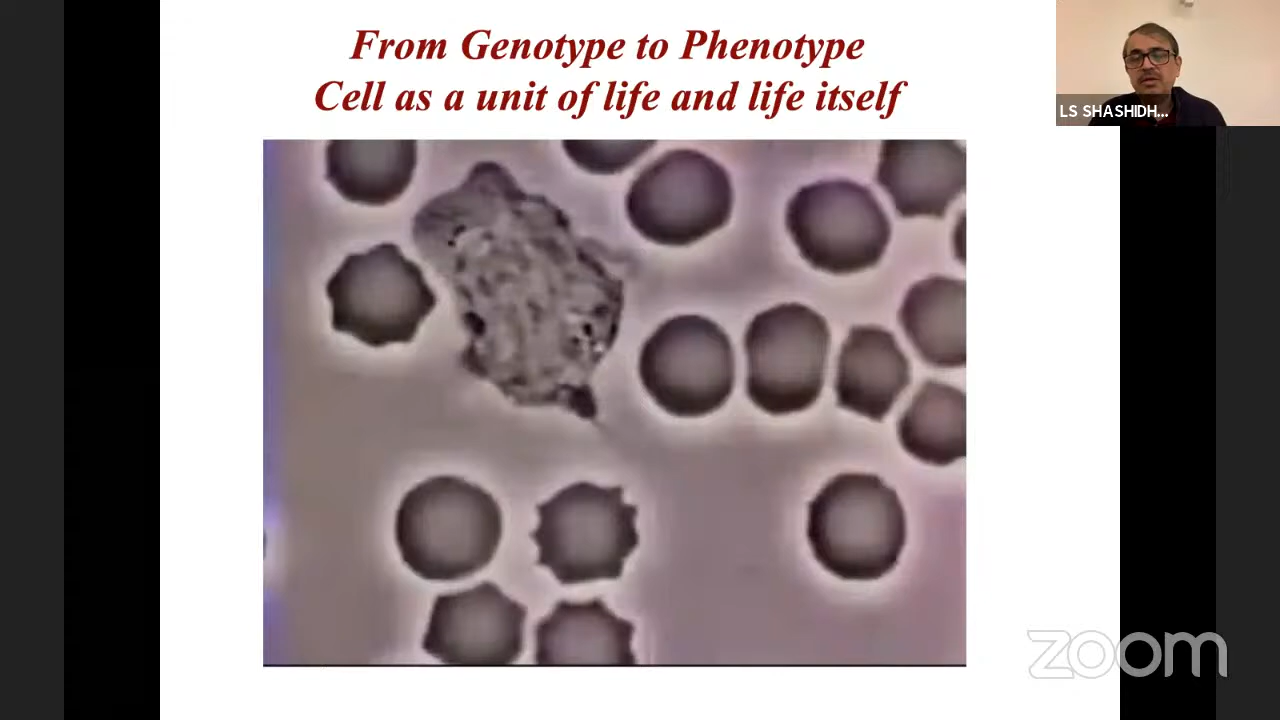 From Genotype to Phenotype
Cell as a unit of life and life itself
LS SHASHIDH...
zoom